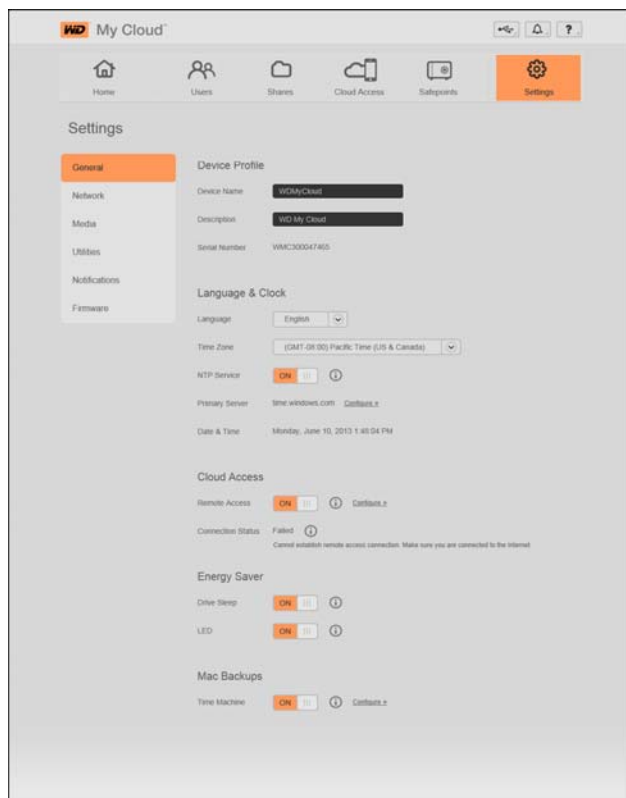 WD My Cloud™
?
Home Users Shares Cloud Access Safepoints Settings
Settings
General
Network
Media
Utilities
Notifications
Firmware
Device Profile
Device Name WDMyCloud
Description WD My Cloud
Serial Number WMC300047465
Language & Clock
Language English
Time Zone (GMT-08:00) Pacific Time (US & Canada)
NTP Service ON
Primary Server time.windows.com Configure »
Date & Time Monday, June 10, 2013 1:46:04 PM
Cloud Access
Remote Access ON Configure »
Connection Status Failed
Cannot establish remote access connection. Make sure you are connected to the Internet
Energy Saver
Drive Sleep ON
LED ON
Mac Backups
Time Machine ON Configure »